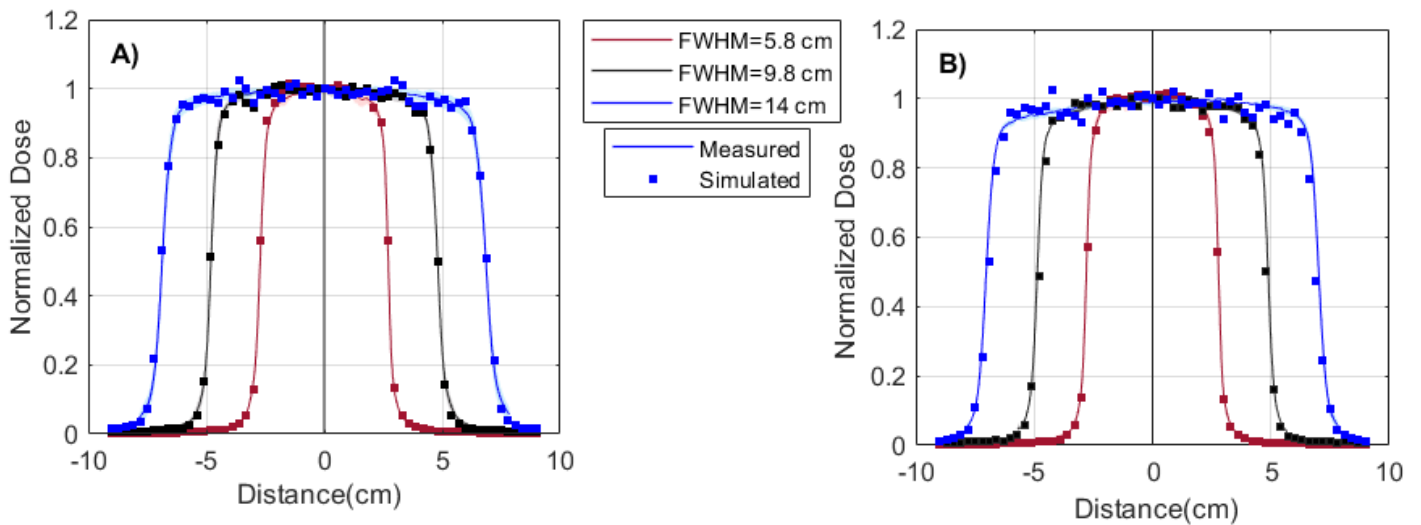 A)
1.2
1
0.8
0.6
0.4
0.2
0
-10
-5
0
5
10
Normalized Dose
Distance(cm)
FWHM=5.8 cm
FWHM=9.8 cm
FWHM=14 cm
Measured
Simulated
B)
1.2
1
0.8
0.6
0.4
0.2
0
-10
-5
0
5
10
Normalized Dose
Distance(cm)